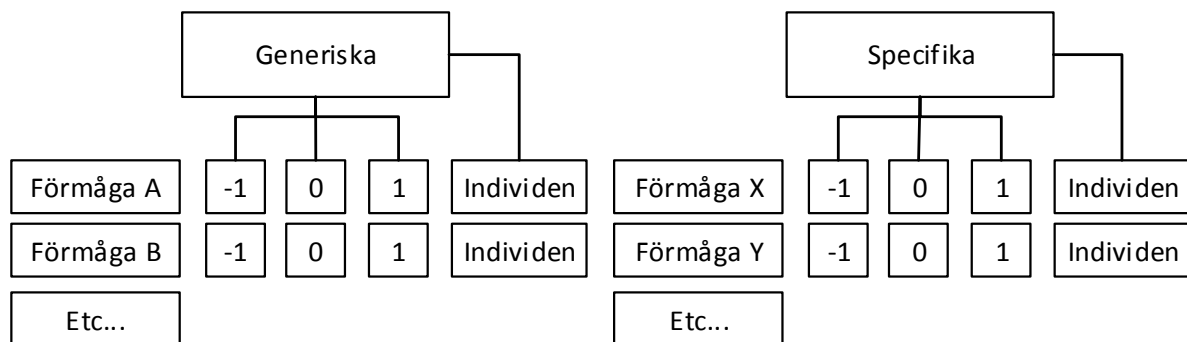 Generiska
Specifika
Förmåga A -1 0 1 Individen
Förmåga X -1 0 1 Individen
Förmåga B -1 0 1 Individen
Förmåga Y -1 0 1 Individen
Etc...
Etc...